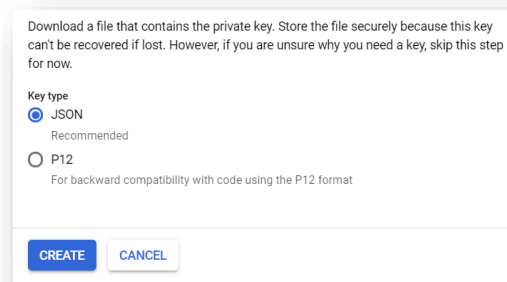 Download a file that contains the private key. Store the file securely because this key
can't be recovered if lost. However, if you are unsure why you need a key, skip this step
for now.
Key type
JSON
Recommended
P12
For backward compatibility with code using the P12 format
CREATE CANCEL